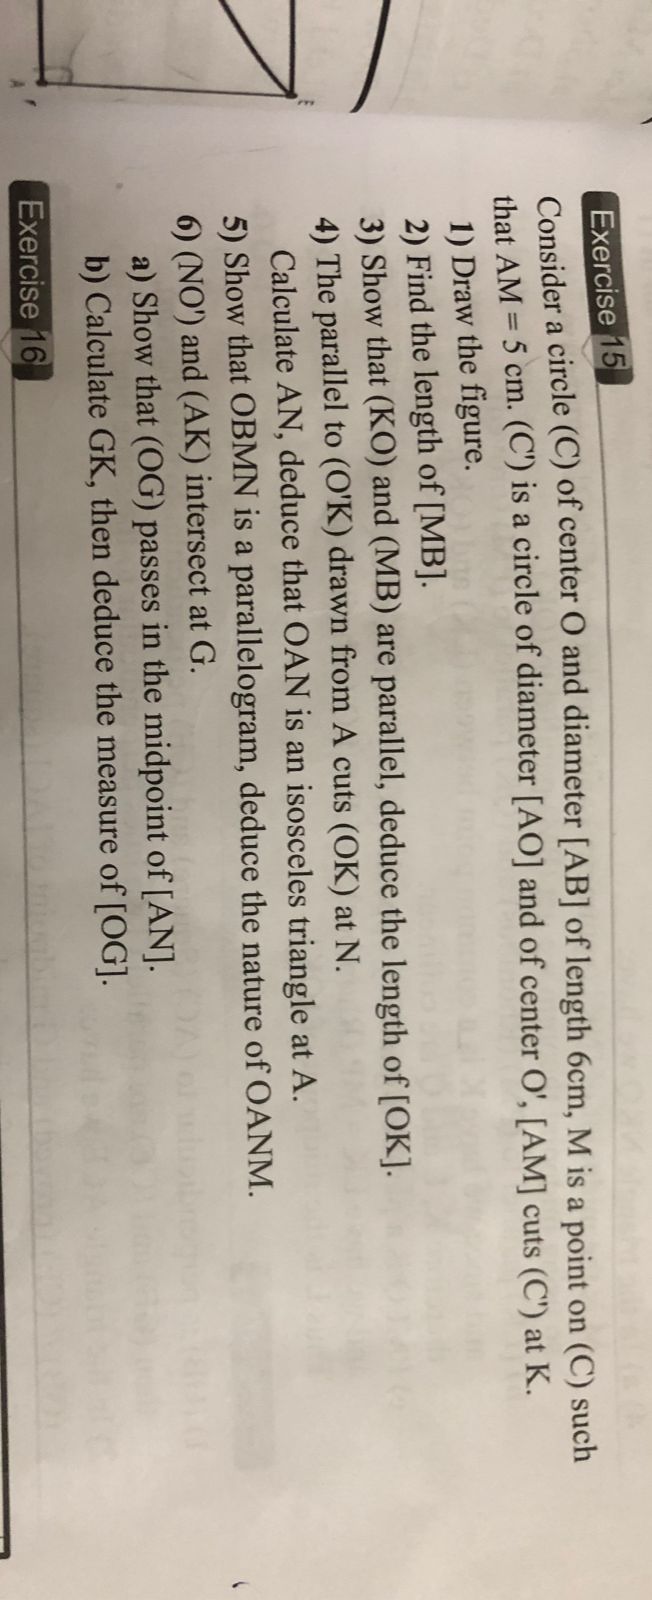 Exercise 15
Consider a circle (C) of center O and diameter [AB] of length 6cm, M is a point on (C) such
that AM = 5 cm. (C') is a circle of diameter [AO] and of center O', [AM] cuts (C') at K.
1) Draw the figure.
2) Find the length of [MB].
3) Show that (KO) and (MB) are parallel, deduce the length of [OK].
4) The parallel to (O'K) drawn from A cuts (OK) at N.
Calculate AN, deduce that OAN is an isosceles triangle at A.
5) Show that OBMN is a parallelogram, deduce the nature of OANM.
6) (NO') and (AK) intersect at G.
a) Show that (OG) passes in the midpoint of [AN].
b) Calculate GK, then deduce the measure of [OG].
E
A
Exercise 16